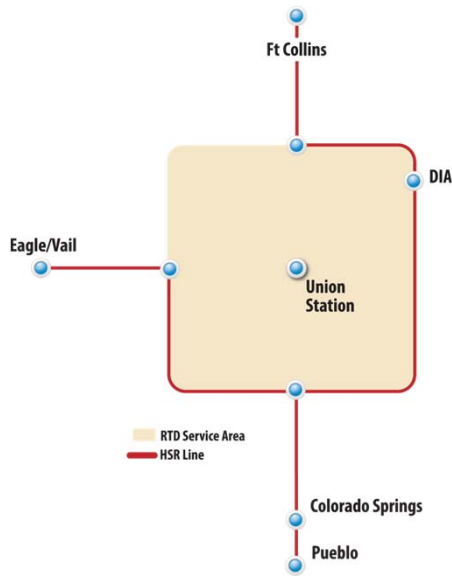 Ft Collins
DIA
Eagle/Vail
Union
Station
RTD Service Area
HSR Line
Colorado Springs
Pueblo